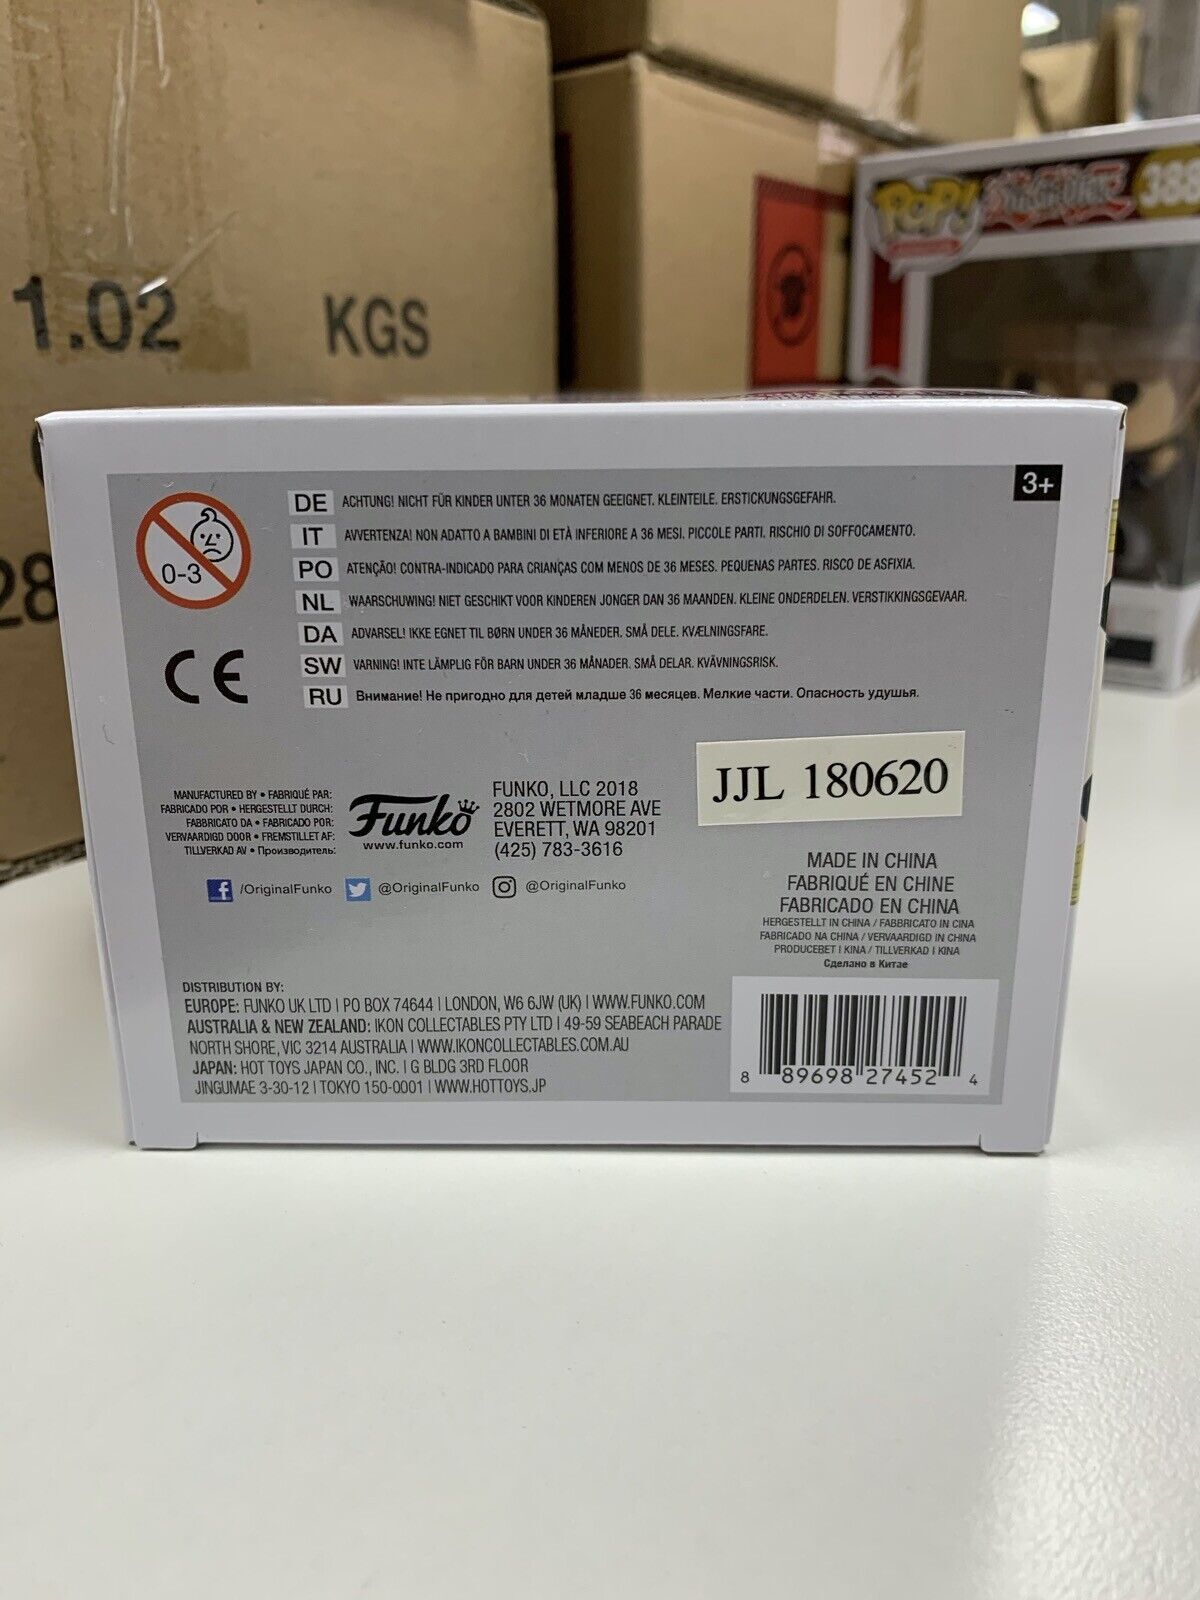 1.02 KGS
28
POP!
388
3+
0-3
DE ACHTUNG! NICHT FÜR KINDER UNTER 36 MONATEN GEEIGNET. KLEINTEILE. ERSTICKUNGSGEFAHR.
IT AVVERTENZA! NON ADATTO A BAMBINI DI ETÀ INFERIORE A 36 MESI. PICCOLE PARTI. RISCHIO DI SOFFOCAMENTO.
PO ATENÇÃO! CONTRA-INDICADO PARA CRIANÇAS COM MENOS DE 36 MESES. PEQUENAS PARTES. RISCO DE ASFIXIA.
NL WAARSCHUWING! NIET GESCHIKT VOOR KINDEREN JONGER DAN 36 MAANDEN. KLEINE ONDERDELEN. VERSTIKKINGSGEVAAR.
DA ADVARSEL! IKKE EGNET TIL BØRN UNDER 36 MÅNEDER. SMÅ DELE. KVÆLNINGSFARE.
SW VARNING! INTE LÄMPLIG FÖR BARN UNDER 36 MÅNADER. SMÅ DELAR. KVÄVNINGSRISK.
RU Внимание! Не пригодно для детей младше 36 месяцев. Мелкие части. Опасность удушья.
CE
MANUFACTURED BY • FABRIQUÉ PAR:
FABRICADO POR • HERGESTELLT DURCH:
FABBRICATO DA • FABRICADO POR:
VERVAARDIGD DOOR • FREMSTILLET AF:
TILLVERKAD AV • Производитель:
Funko
www.funko.com
FUNKO, LLC 2018
2802 WETMORE AVE
EVERETT, WA 98201
(425) 783-3616
JJL 180620
/OriginalFunko @OriginalFunko @OriginalFunko
MADE IN CHINA
FABRIQUÉ EN CHINE
FABRICADO EN CHINA
HERGESTELLT IN CHINA / FABBRICATO IN CINA
FABRICADO NA CHINA / VERVAARDIGD IN CHINA
PRODUCERET I KINA / TILLVERKAD I KINA
Сделано в Китае
DISTRIBUTION BY:
EUROPE: FUNKO UK LTD | PO BOX 74644 | LONDON, W6 6JW (UK) | WWW.FUNKO.COM
AUSTRALIA & NEW ZEALAND: IKON COLLECTABLES PTY LTD | 49-59 SEABEACH PARADE
NORTH SHORE, VIC 3214 AUSTRALIA | WWW.IKONCOLLECTABLES.COM.AU
JAPAN: HOT TOYS JAPAN CO., INC. | G BLDG 3RD FLOOR
JINGUMAE 3-30-12 | TOKYO 150-0001 | WWW.HOTTOYS.JP
8 89698 27452 4